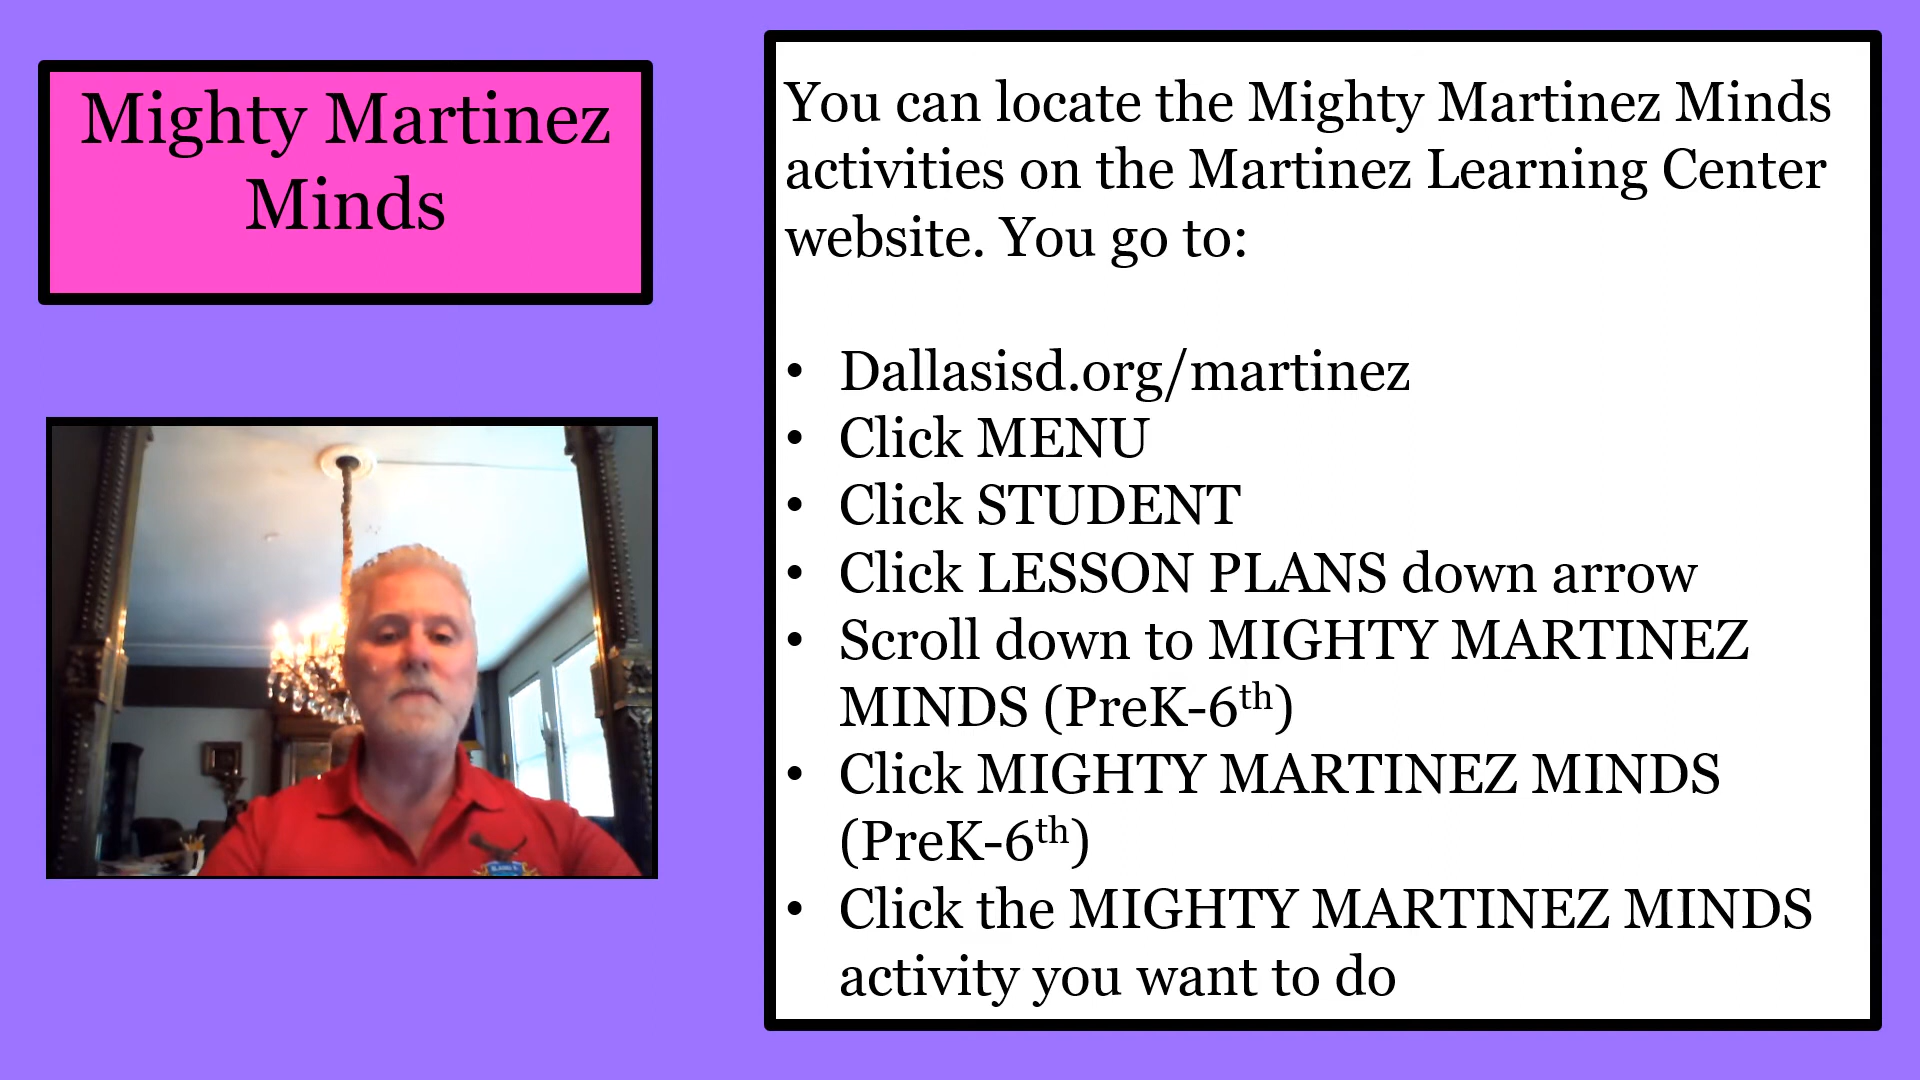 Mighty Martinez
Minds
You can locate the Mighty Martinez Minds
activities on the Martinez Learning Center
website. You go to:
• Dallasisd.org/martinez
• Click MENU
• Click STUDENT
• Click LESSON PLANS down arrow
• Scroll down to MIGHTY MARTINEZ
MINDS (PreK-6th)
• Click MIGHTY MARTINEZ MINDS
(PreK-6th)
• Click the MIGHTY MARTINEZ MINDS
activity you want to do